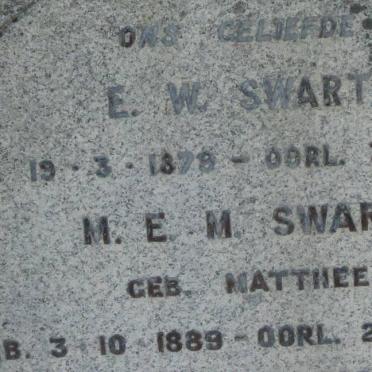 ONS GELIEFDE
E. W. SWART
19 · 3 · 1879 - OORL.
M. E. M. SWAR
GEB. MATTHEE
B. 3 · 10 · 1889 - OORL. 2